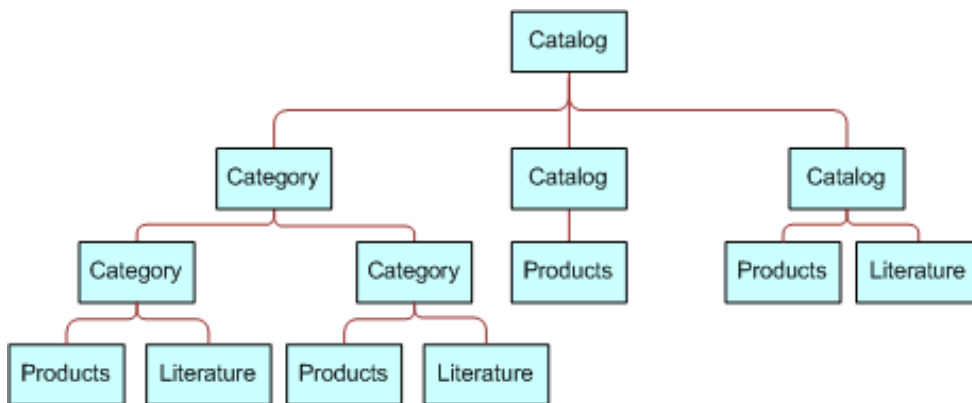 Catalog
Category
Catalog
Catalog
Category
Category
Products
Products
Literature
Products
Literature
Products
Literature